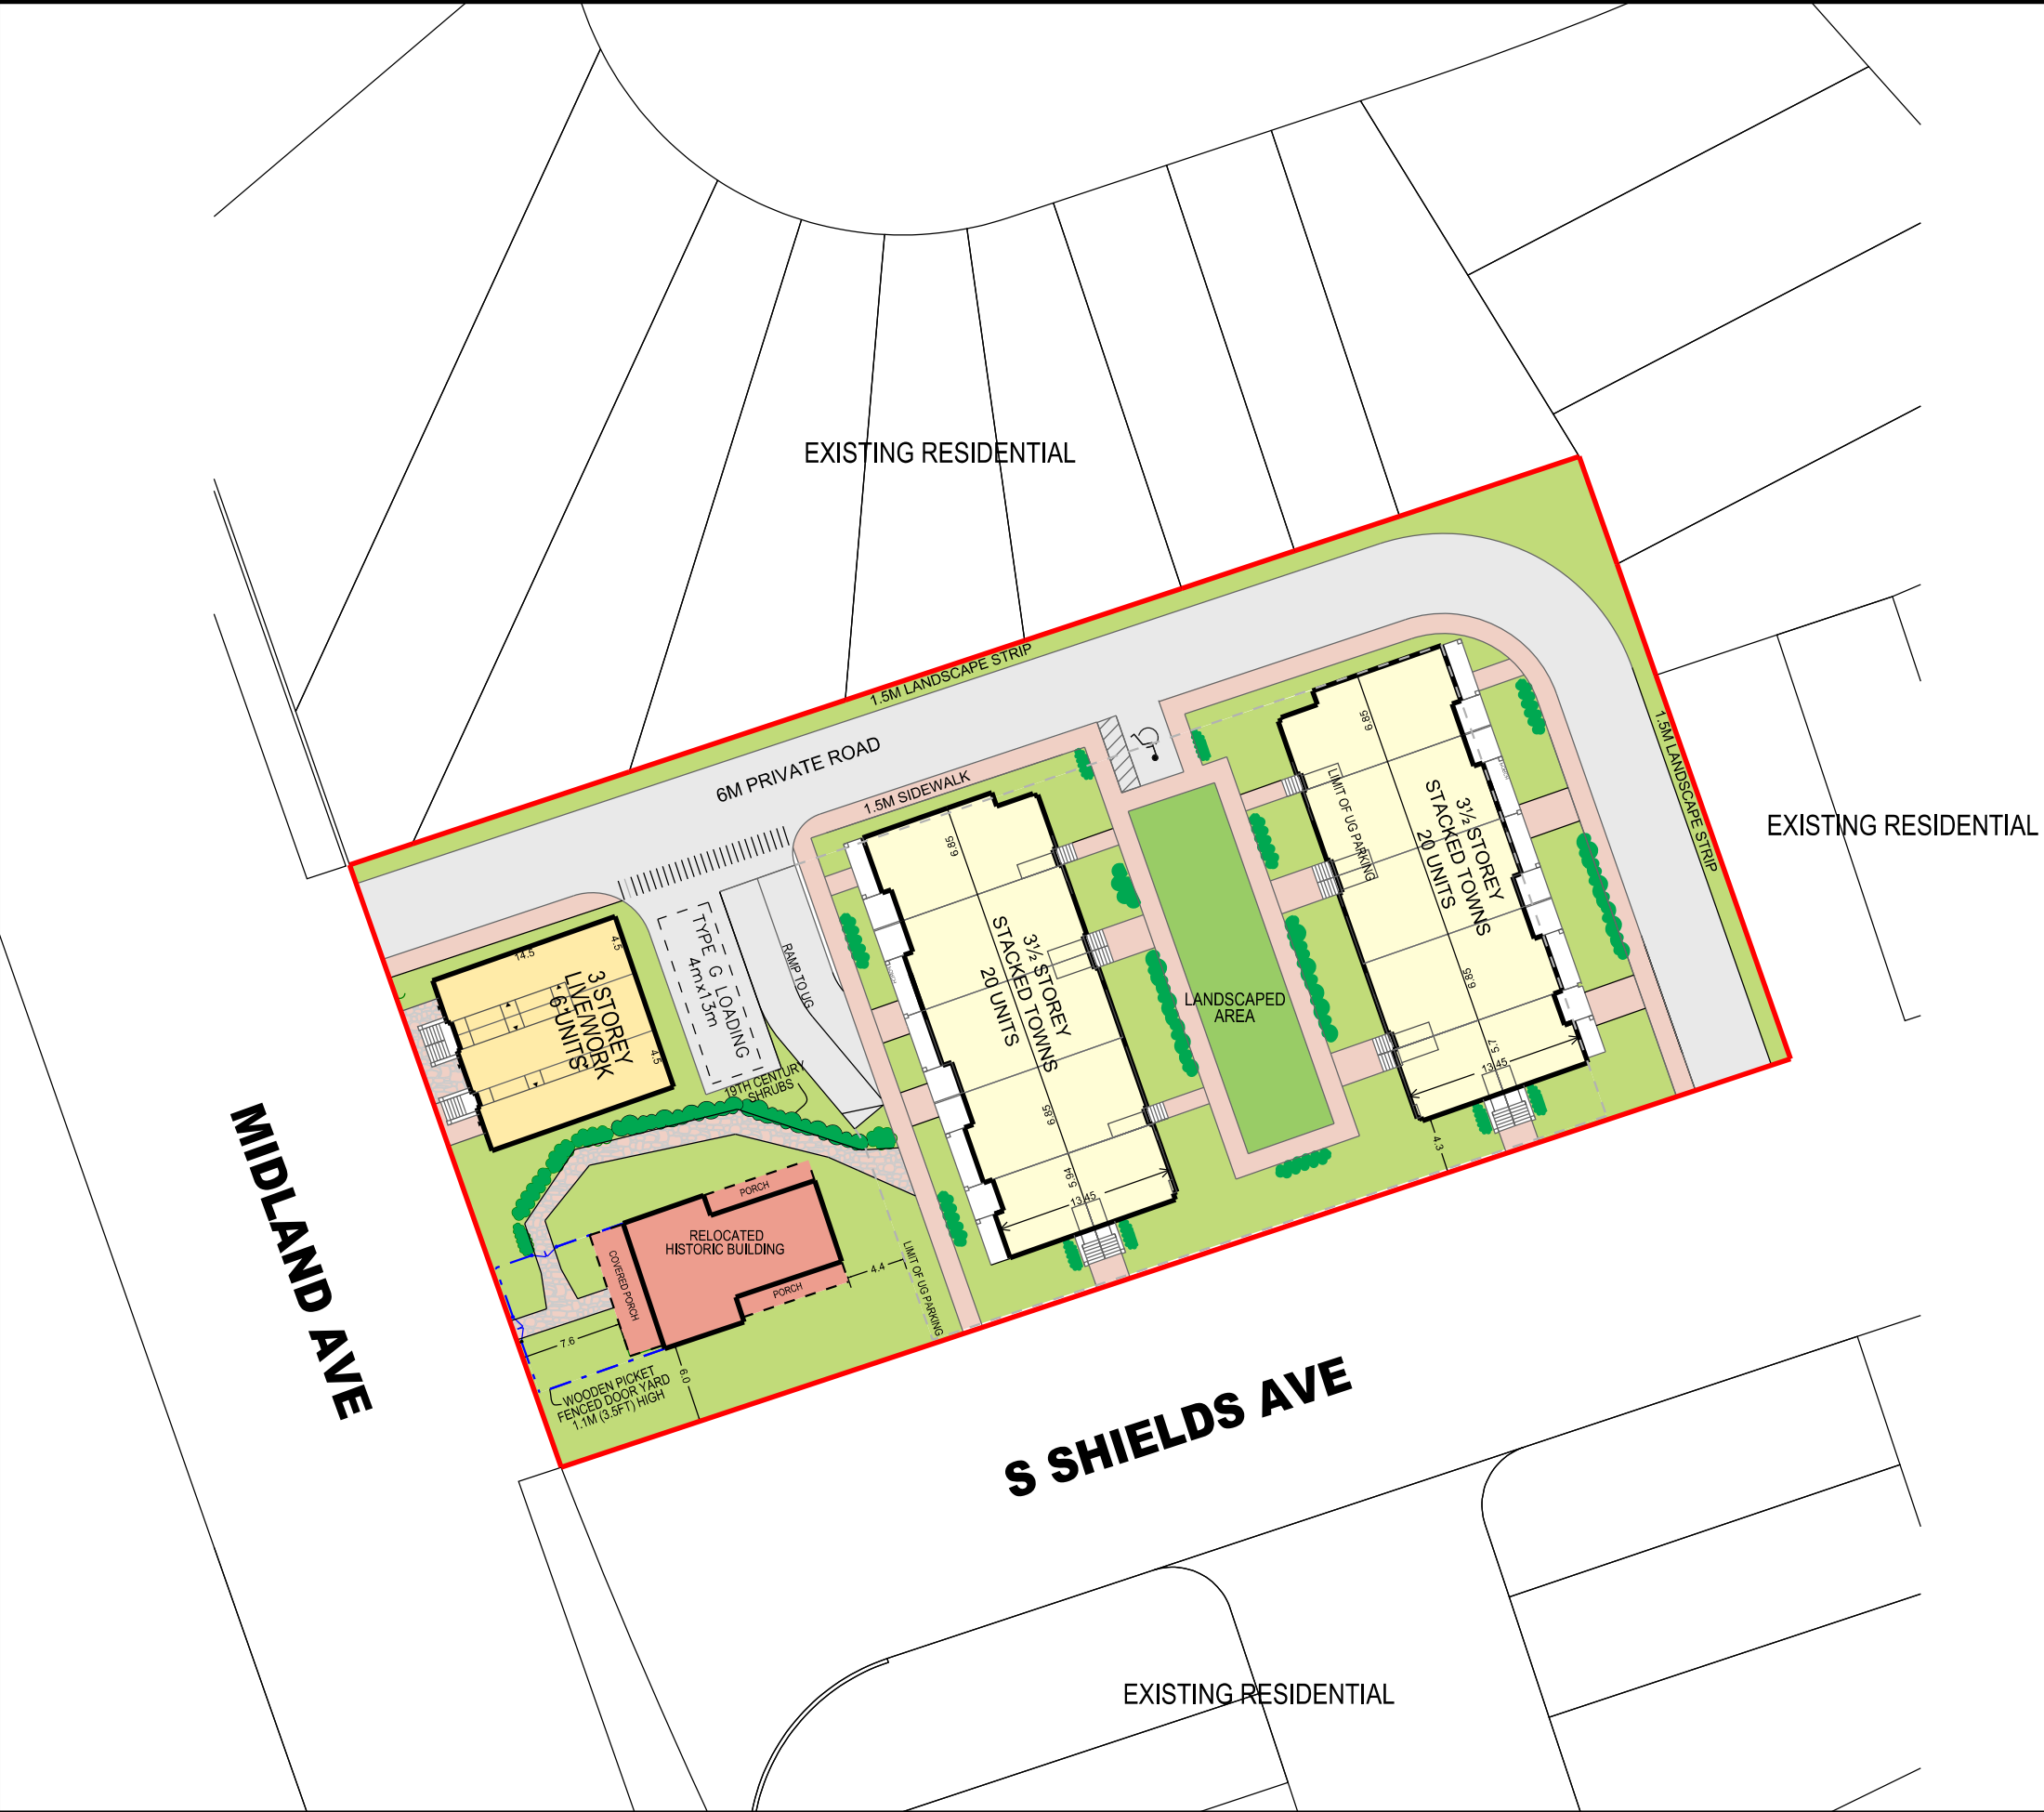 EXISTING RESIDENTIAL
1.5M LANDSCAPE STRIP
6M PRIVATE ROAD
1.5M SIDEWALK
1.5M LANDSCAPE STRIP
EXISTING RESIDENTIAL
6.85
LIMIT OF UG PARKING
3½ STOREY
STACKED TOWNS
20 UNITS
6.85
5.7
13.45
4.3
6.85
3½ STOREY
STACKED TOWNS
20 UNITS
6.85
5.94
13.45
LANDSCAPED
AREA
14.5
4.5
3 STOREY
LIVE/WORK
6 UNITS
4.5
TYPE G LOADING
4mx13m
RAMP TO UG
19TH CENTURY
SHRUBS
PORCH
RELOCATED
HISTORIC BUILDING
COVERED PORCH
PORCH
4.4
LIMIT OF UG PARKING
7.6
6.0
WOODEN PICKET
FENCED DOOR YARD
1.1M (3.5FT) HIGH
MIDLAND AVE
S SHIELDS AVE
EXISTING RESIDENTIAL